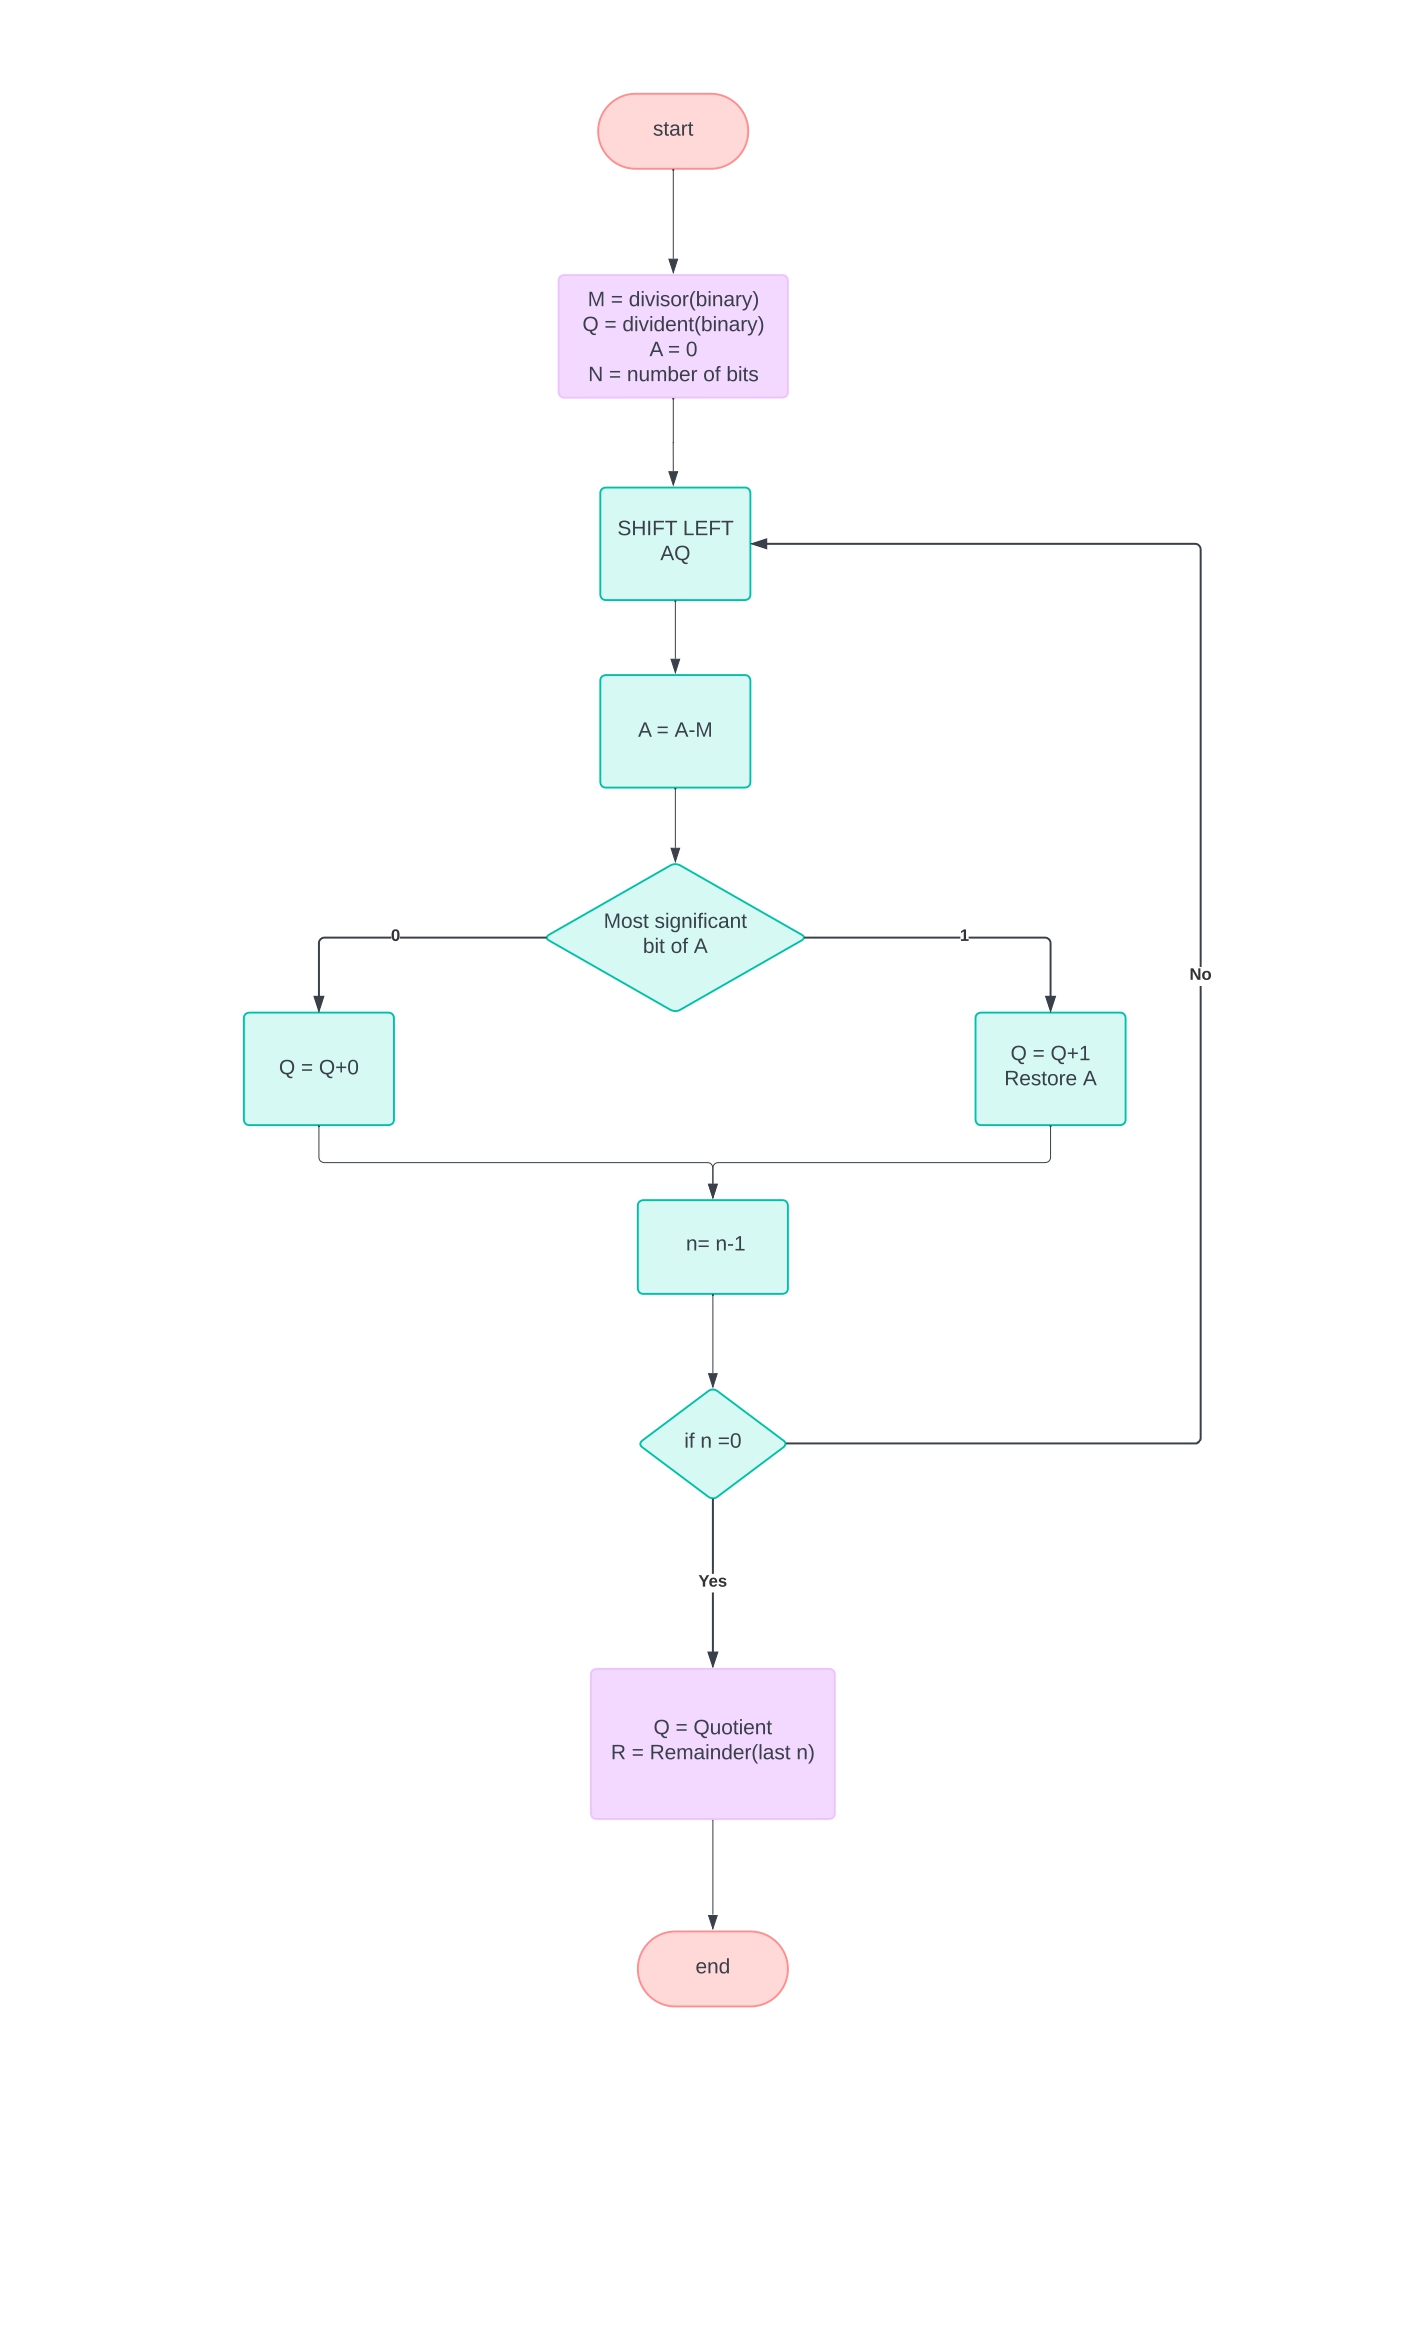 start
M = divisor(binary)
Q = divident(binary)
A = 0
N = number of bits
SHIFT LEFT
AQ
A = A-M
Most significant
bit of A
0
1
No
Q = Q+0
Q = Q+1
Restore A
n= n-1
if n =0
Yes
Q = Quotient
R = Remainder(last n)
end